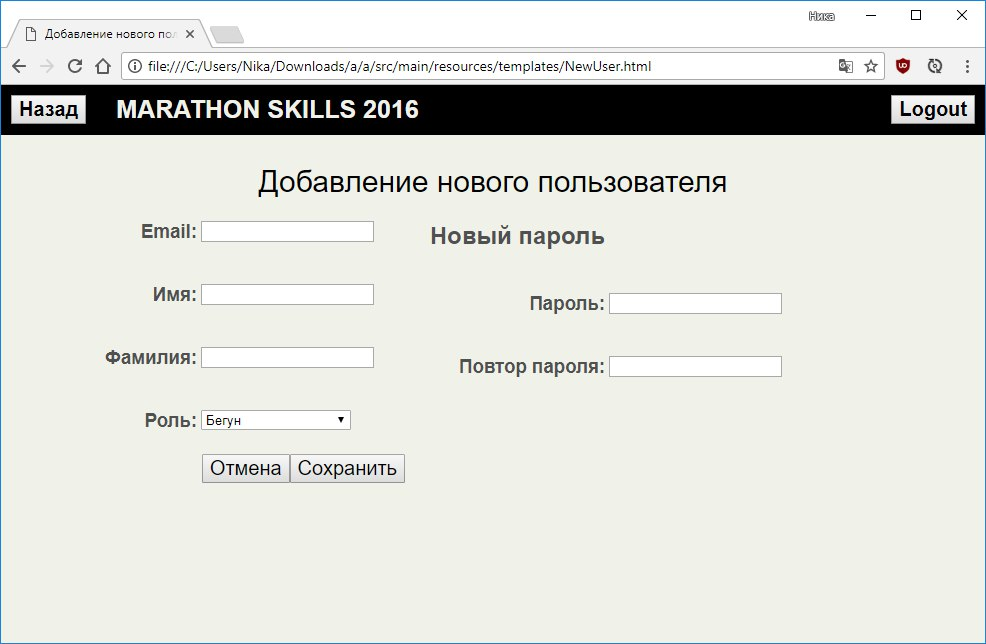 Ника
Добавление нового пол
file:///C:/Users/Nika/Downloads/a/a/src/main/resources/templates/NewUser.html
Назад MARATHON SKILLS 2016 Logout
Добавление нового пользователя
Email:
Новый пароль
Имя:
Пароль:
Фамилия:
Повтор пароля:
Роль: Бегун
Отмена Сохранить